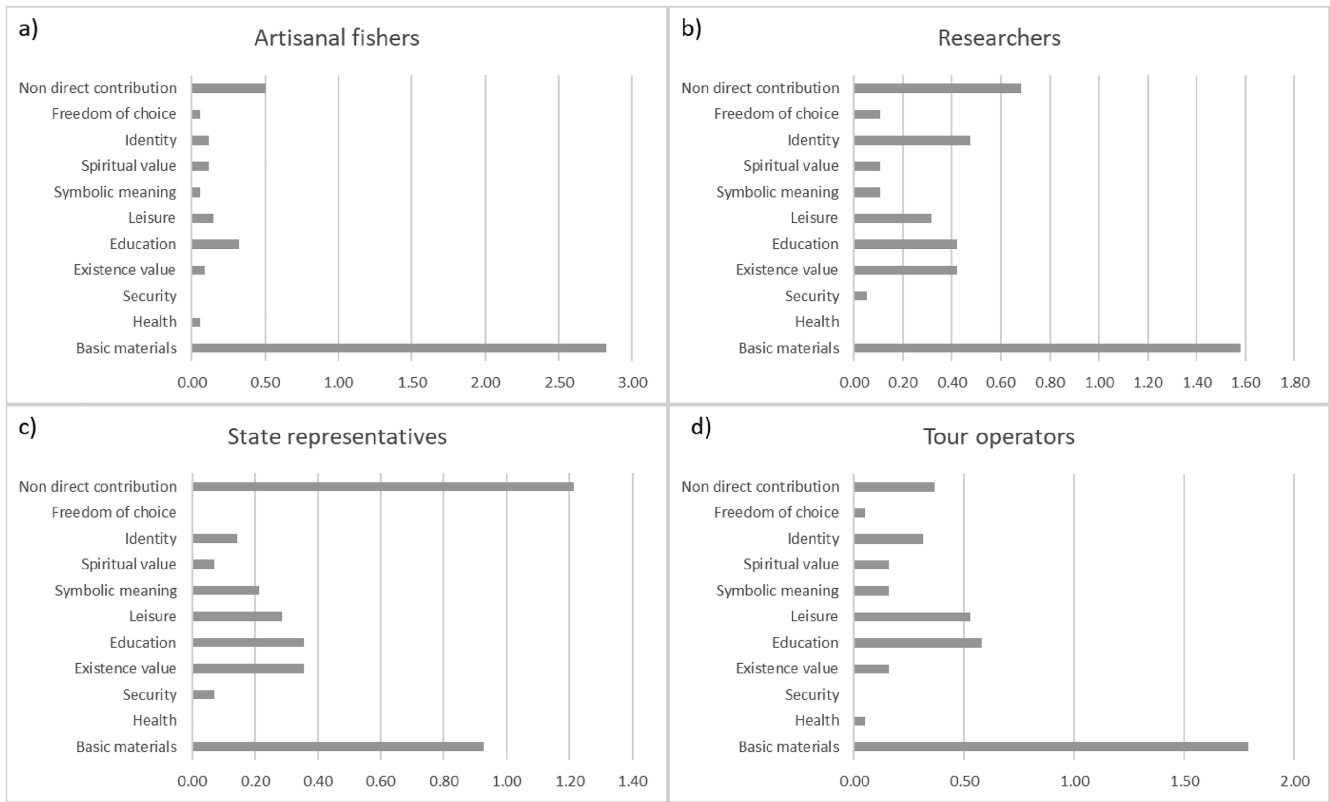 a)
Artisanal fishers
Non direct contribution
Freedom of choice
Identity
Spiritual value
Symbolic meaning
Leisure
Education
Existence value
Security
Health
Basic materials
0.00 0.50 1.00 1.50 2.00 2.50 3.00
b)
Researchers
Non direct contribution
Freedom of choice
Identity
Spiritual value
Symbolic meaning
Leisure
Education
Existence value
Security
Health
Basic materials
0.00 0.20 0.40 0.60 0.80 1.00 1.20 1.40 1.60 1.80
c)
State representatives
Non direct contribution
Freedom of choice
Identity
Spiritual value
Symbolic meaning
Leisure
Education
Existence value
Security
Health
Basic materials
0.00 0.20 0.40 0.60 0.80 1.00 1.20 1.40
d)
Tour operators
Non direct contribution
Freedom of choice
Identity
Spiritual value
Symbolic meaning
Leisure
Education
Existence value
Security
Health
Basic materials
0.00 0.50 1.00 1.50 2.00